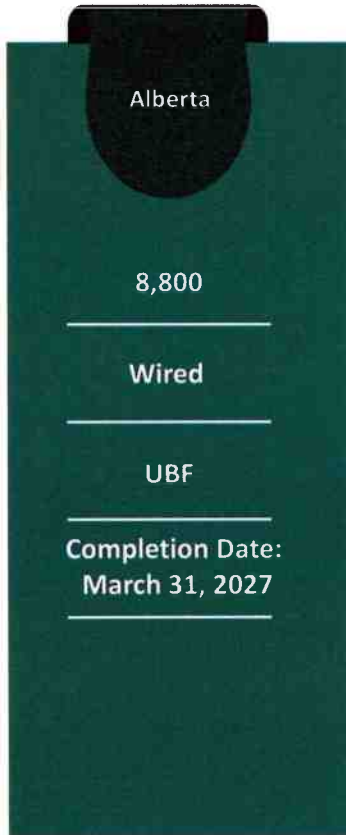 Alberta
8,800
Wired
UBF
Completion Date:
March 31, 2027